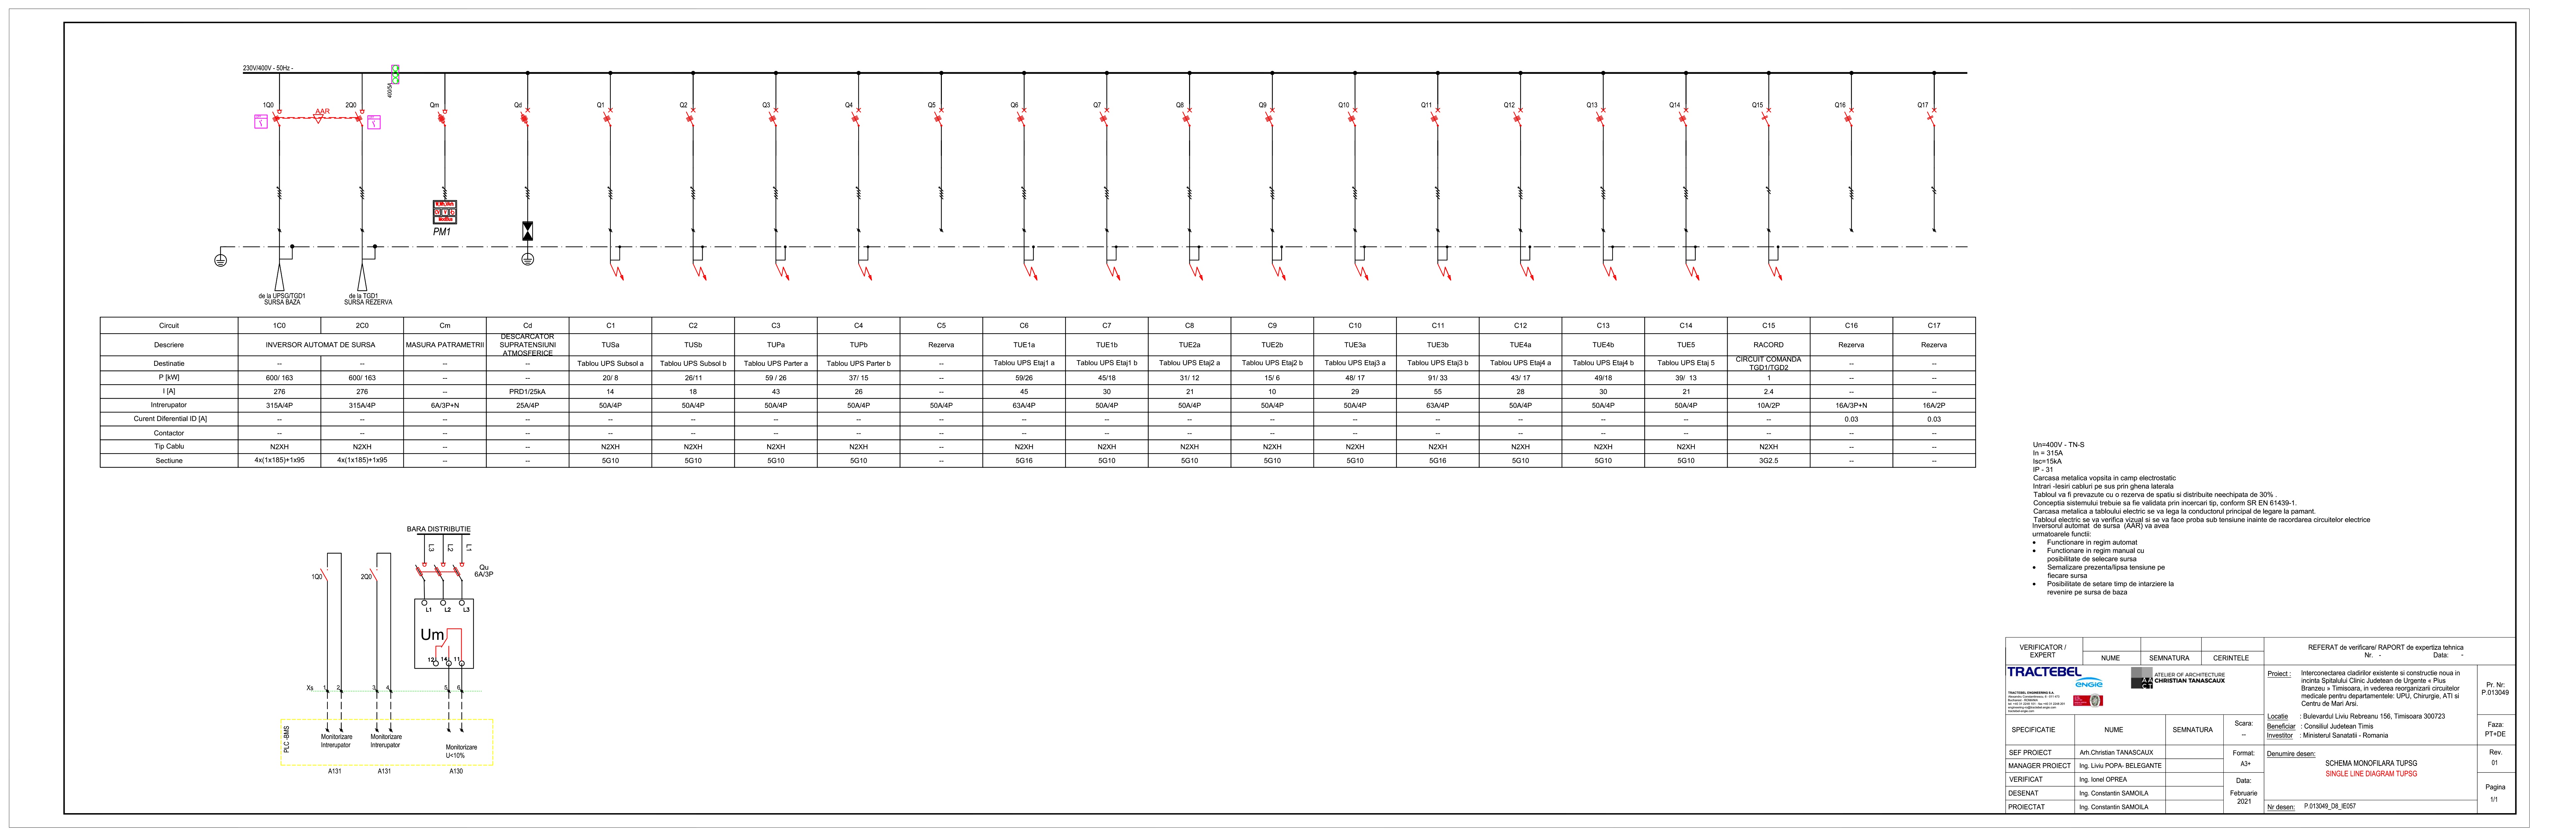 230V/400V - 50Hz -
400/5A
1Q0 AAR 2Q0 Qm Qd Q1 Q2 Q3 Q4 Q5 Q6 Q7 Q8 Q9 Q10 Q11 Q12 Q13 Q14 Q15 Q16 Q17
PM1
de la UPSG/TGD1
SURSA BAZA
de la TGD1
SURSA REZERVA
Circuit 1C0 2C0 Cm Cd C1 C2 C3 C4 C5 C6 C7 C8 C9 C10 C11 C12 C13 C14 C15 C16 C17
Descriere INVERSOR AUTOMAT DE SURSA MASURA PATRAMETRII DESCARCATOR SUPRATENSIUNI ATMOSFERICE TUSa TUSb TUPa TUPb Rezerva TUE1a TUE1b TUE2a TUE2b TUE3a TUE3b TUE4a TUE4b TUE5 RACORD Rezerva Rezerva
Destinatie -- -- -- -- Tablou UPS Subsol a Tablou UPS Subsol b Tablou UPS Parter a Tablou UPS Parter b -- Tablou UPS Etaj1 a Tablou UPS Etaj1 b Tablou UPS Etaj2 a Tablou UPS Etaj2 b Tablou UPS Etaj3 a Tablou UPS Etaj3 b Tablou UPS Etaj4 a Tablou UPS Etaj4 b Tablou UPS Etaj 5 CIRCUIT COMANDA TGD1/TGD2 -- --
P [kW] 600/ 163 600/ 163 -- -- 20/ 8 26/11 59 / 26 37/ 15 -- 59/26 45/18 31/ 12 15/ 6 48/ 17 91/ 33 43/ 17 49/18 39/ 13 1 -- --
I [A] 276 276 -- PRD1/25kA 14 18 43 26 -- 45 30 21 10 29 55 28 30 21 2.4 -- --
Intrerupator 315A/4P 315A/4P 6A/3P+N 25A/4P 50A/4P 50A/4P 50A/4P 50A/4P 50A/4P 63A/4P 50A/4P 50A/4P 50A/4P 50A/4P 63A/4P 50A/4P 50A/4P 50A/4P 10A/2P 16A/3P+N 16A/2P
Curent Diferential ID [A] -- -- -- -- -- -- -- -- -- -- -- -- -- -- -- -- -- -- -- 0.03 0.03
Contactor -- -- -- -- -- -- -- -- -- -- -- -- -- -- -- -- -- -- -- -- --
Tip Cablu N2XH N2XH -- -- N2XH N2XH N2XH N2XH -- N2XH N2XH N2XH N2XH N2XH N2XH N2XH N2XH N2XH N2XH -- --
Sectiune 4x(1x185)+1x95 4x(1x185)+1x95 -- -- 5G10 5G10 5G10 5G10 -- 5G16 5G10 5G10 5G10 5G10 5G16 5G10 5G10 5G10 3G2.5 -- --
Un=400V - TN-S
In = 315A
Isc=15kA
IP - 31
Carcasa metalica vopsita in camp electrostatic
Intrari -Iesiri cabluri pe sus prin ghena laterala
Tabloul va fi prevazute cu o rezerva de spatiu si distribuite neechipata de 30% .
Conceptia sistemului trebuie sa fie validata prin incercari tip, conform SR EN 61439-1.
Carcasa metalica a tabloului electric se va lega la conductorul principal de legare la pamant.
Tabloul electric se va verifica vizual si se va face proba sub tensiune inainte de racordarea circuitelor electrice
Inversorul automat de sursa (AAR) va avea
urmatoarele functii:
• Functionare in regim automat
• Functionare in regim manual cu
posibilitate de selecare sursa
• Semalizare prezenta/lipsa tensiune pe
fiecare sursa
• Posibilitate de setare timp de intarziere la
revenire pe sursa de baza
BARA DISTRIBUTIE
L3 L2 L1
Qu
6A/3P
1Q0 2Q0
L1 L2 L3
Um
12 14 11
Xs 1 2 3 4 5 6
PLC -BMS
Monitorizare
Intrerupator
Monitorizare
Intrerupator
Monitorizare
U<10%
A131 A131 A130
VERIFICATOR /
EXPERT
NUME SEMNATURA CERINTELE
REFERAT de verificare/ RAPORT de expertiza tehnica
Nr. - Data: -
TRACTEBEL
ENGIE
TRACTEBEL ENGINEERING S.A.
ATELIER OF ARCHITECTURE
CHRISTIAN TANASCAUX
Proiect : Interconectarea cladirilor existente si constructie noua in
incinta Spitalului Clinic Judetean de Urgente « Pius
Branzeu » Timisoara, in vederea reorganizarii circuitelor
medicale pentru departamentele: UPU, Chirurgie, ATI si
Centru de Mari Arsi.
Pr. Nr:
P.013049
Locatie : Bulevardul Liviu Rebreanu 156, Timisoara 300723
Beneficiar : Consiliul Judetean Timis
Investitor : Ministerul Sanatatii - Romania
Faza:
PT+DE
SPECIFICATIE NUME SEMNATURA
Scara:
--
SEF PROIECT Arh.Christian TANASCAUX
MANAGER PROIECT Ing. Liviu POPA- BELEGANTE
VERIFICAT Ing. Ionel OPREA
DESENAT Ing. Constantin SAMOILA
PROIECTAT Ing. Constantin SAMOILA
Format:
A3+
Data:
Februarie
2021
Denumire desen:
SCHEMA MONOFILARA TUPSG
SINGLE LINE DIAGRAM TUPSG
Rev.
01
Pagina
1/1
Nr desen: P.013049_D8_IE057